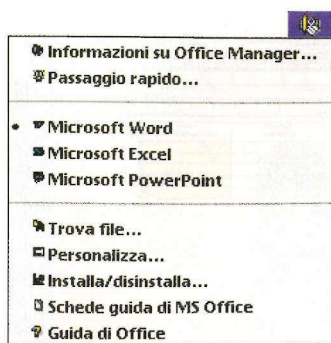 Informazioni su Office Manager...
Passaggio rapido...
Microsoft Word
Microsoft Excel
Microsoft PowerPoint
Trova file...
Personalizza...
Installa/disinstalla...
Schede guida di MS Office
Guida di Office